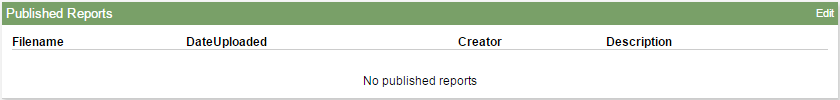 Published Reports Edit
Filename DateUploaded Creator Description
No published reports